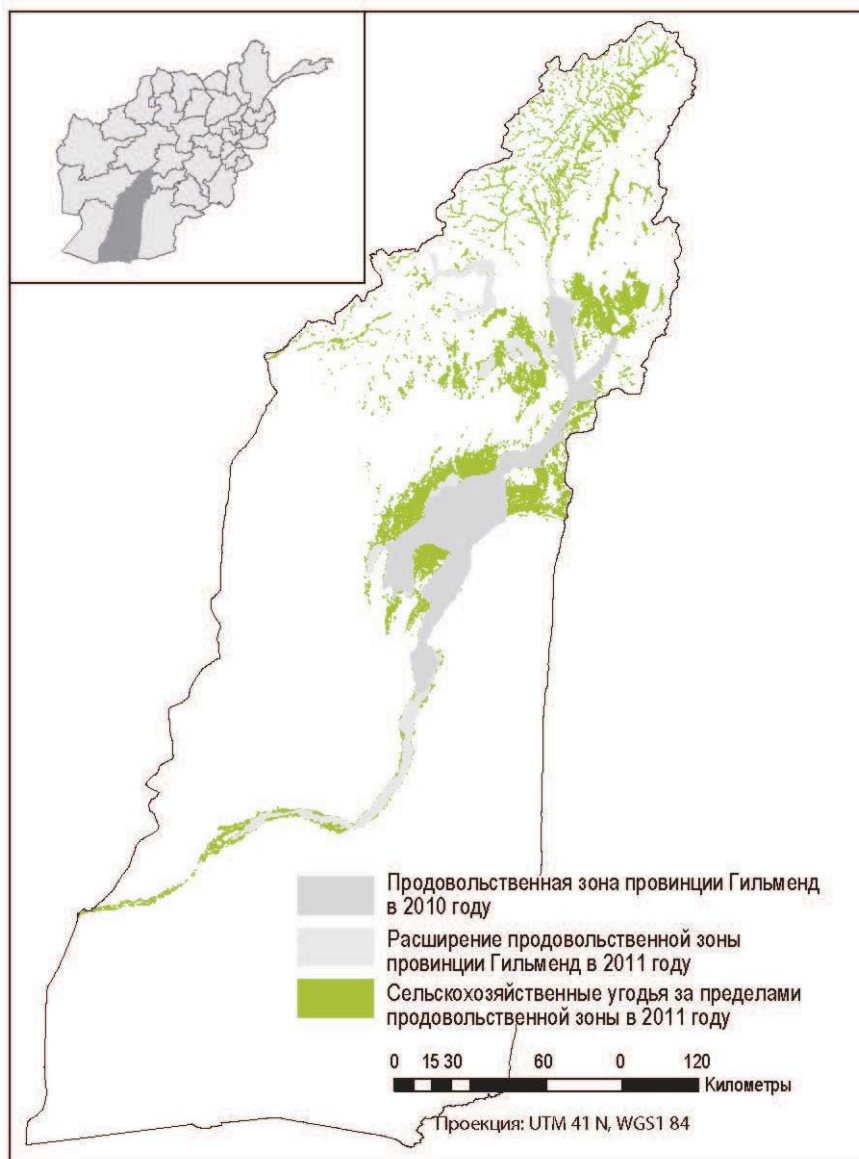 Продовольственная зона провинции Гильменд
в 2010 году
Расширение продовольственной зоны
провинции Гильменд в 2011 году
Сельскохозяйственные угодья за пределами
продовольственной зоны в 2011 году
0 15 30 60 0 120
Километры
Проекция: UTM 41 N, WGS1 84